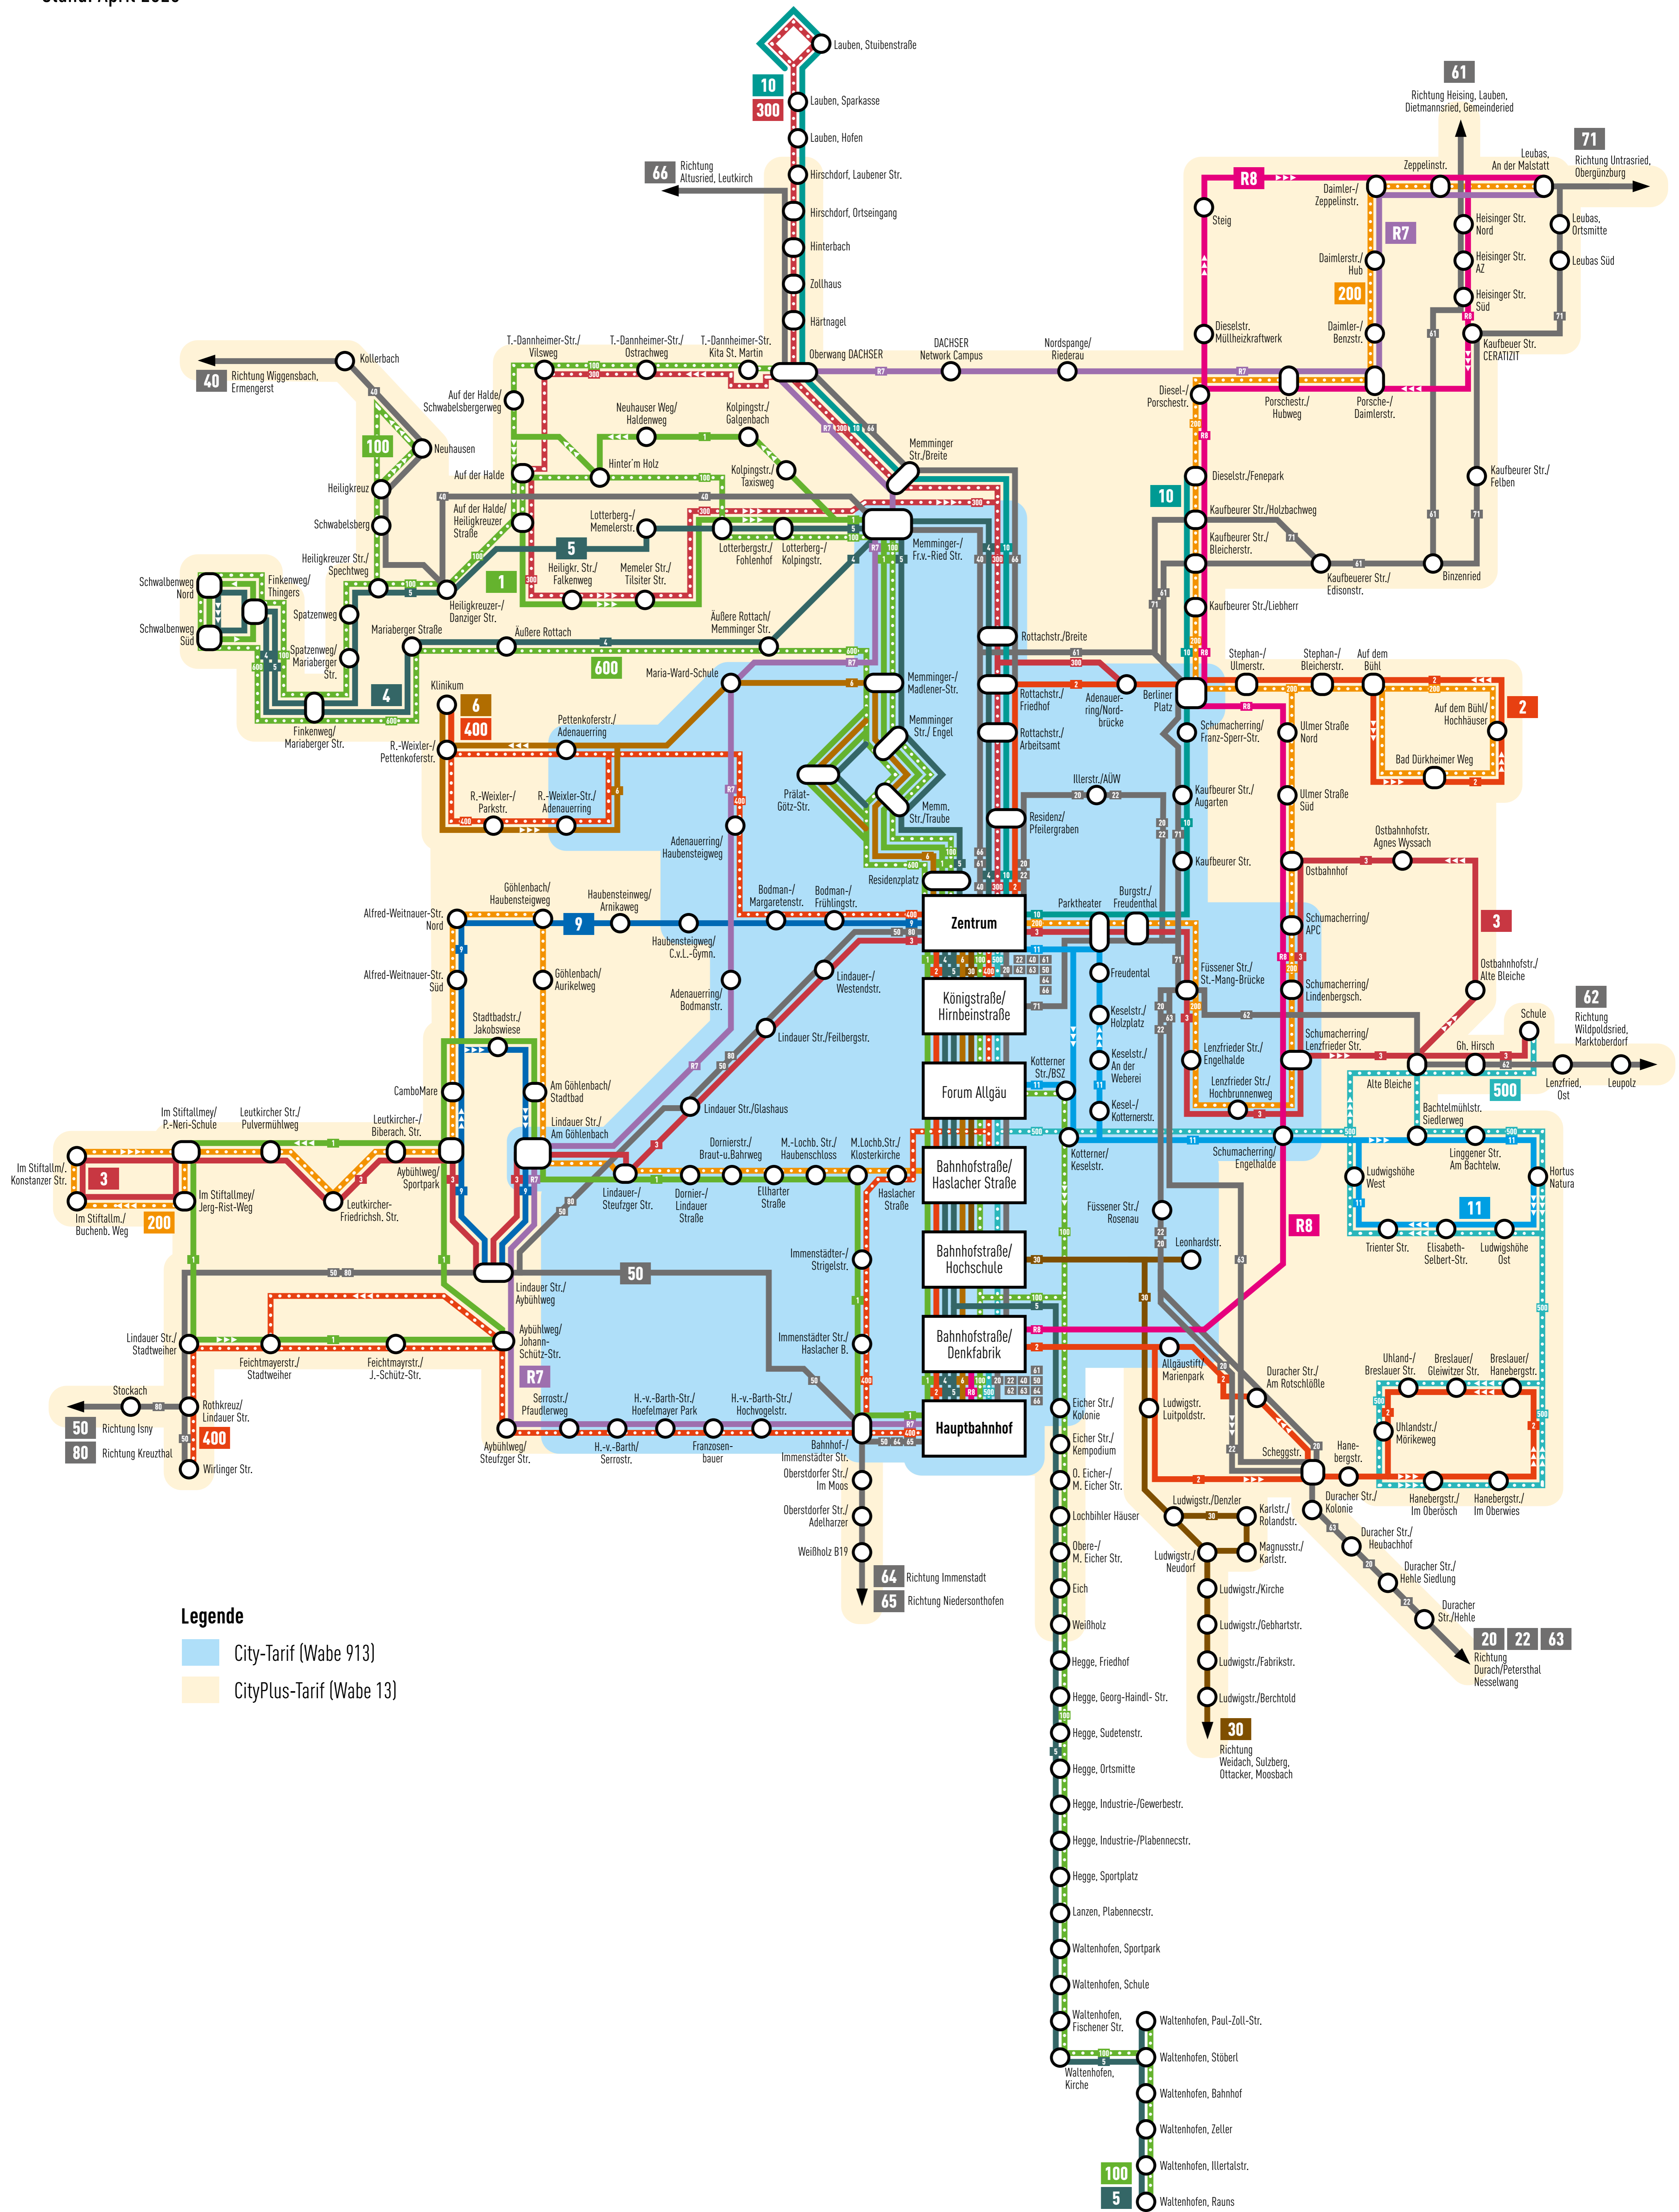 Lauben, Stuibenstraße
10
300
Lauben, Sparkasse
Lauben, Hofen
66
Richtung
Altusried, Leutkirch
Hirschdorf, Laubener Str.
Hirschdorf, Ortseingang
Hinterbach
Zollhaus
Härtnagel
Oberwang DACHSER
61
Richtung Heising, Lauben,
Dietmannsried, Gemeinderied
71
Richtung Untrasried,
Obergünzburg
R8
Steig
Daimler-/
Zeppelinstr.
Zeppelinstr.
Leubas,
An der Malstatt
R7
Heisinger Str.
Nord
Leubas,
Ortsmitte
Daimlerstr./
Hub
Heisinger Str.
AZ
Leubas Süd
200
Heisinger Str.
Süd
Dieselstr.
Müllheizkraftwerk
Daimler-/
Benzstr.
Kaufbeurer Str.
CERATIZIT
Kollerbach
40
Richtung Wiggensbach,
Ermengerst
T.-Dannheimer-Str./
Vilsweg
T.-Dannheimer-Str./
Ostrachweg
T.-Dannheimer-Str.
Kita St. Martin
DACHSER
Network Campus
Nordspange/
Riederau
Diesel-/
Porschestr.
Porschestr./
Hubweg
Porsche-/
Daimlerstr.
Auf der Halde/
Schwabelsbergerweg
Neuhauser Weg/
Haldenweg
Kolpingstr./
Galgenbach
100
Neuhausen
Memminger
Str./Breite
Auf der Halde
Hinter'm Holz
Kolpingstr./
Taxisweg
Dieselstr./Fenepark
Kaufbeurer Str./
Felben
Heiligkreuz
10
Schwabelsberg
Auf der Halde/
Heiligkreuzer
Straße
Lotterberg-/
Memelerstr.
Kaufbeurer Str./Holzbachweg
5
Lotterbergstr./
Fohlenhof
Lotterberg-/
Kolpingstr.
Memminger-/
Fr.v.-Ried Str.
Kaufbeurer Str./
Bleicherstr.
Heiligkreuzer Str./
Spechtweg
1
Heiligkr. Str./
Falkenweg
Memeler Str./
Tilsiter Str.
Kaufbeuerer Str./
Edisonstr.
Binzenried
Schwalbenweg
Nord
Finkenweg/
Thingers
Spatzenweg
Heiligkreuzer-/
Danziger Str.
Kaufbeurer Str./Liebherr
Schwalbenweg
Süd
Mariaberger Straße
Äußere Rottach
Äußere Rottach/
Memminger Str.
Rottachstr./Breite
Spatzenweg/
Mariaberger
Str.
600
4
Finkenweg/
Mariaberger Str.
Maria-Ward-Schule
Memminger-/
Madlener-Str.
Rottachstr./
Friedhof
Adenauer-
ring/Nord-
brücke
Berliner
Platz
Stephan-/
Ulmerstr.
Stephan-/
Bleicherstr.
Auf dem
Bühl
2
Auf dem Bühl/
Hochhäuser
Bad Dürkheimer Weg
Klinikum
6
400
R.-Weixler-/
Pettenkoferstr.
Pettenkoferstr./
Adenauerring
Memminger
Str./ Engel
Rottachstr./
Arbeitsamt
Schumacherring/
Franz-Sperr-Str.
Ulmer Straße
Nord
R.-Weixler-/
Parkstr.
R.-Weixler-Str./
Adenauerring
Prälat-
Götz-Str.
Memm.
Str./Traube
Illerstr./AÜW
Residenz/
Pfeilergraben
Kaufbeurer Str./
Augarten
Ulmer Straße
Süd
Adenauerring/
Haubensteigweg
Residenzplatz
Kaufbeurer Str.
Ostbahnhof
Ostbahnhofstr.
Agnes Wyssach
Göhlenbach/
Haubensteigweg
Haubensteinweg/
Arnikaweg
Bodman-/
Margaretenstr.
Bodman-/
Frühlingstr.
Alfred-Weitnauer-Str.
Nord
9
Haubensteigweg/
C.v.L.-Gymn.
Zentrum
Parktheater
Burgstr./
Freudenthal
Schumacherring/
APC
3
Alfred-Weitnauer-Str.
Süd
Göhlenbach/
Aurikelweg
Adenauerring/
Bodmanstr.
Lindauer-/
Westendstr.
Königstraße/
Hirnbeinstraße
Freudental
Füssener Str./
St.-Mang-Brücke
Schumacherring/
Lindenbergsch.
Ostbahnhofstr./
Alte Bleiche
62
Richtung
Wildpoldsried,
Marktoberdorf
Stadtbadstr./
Jakobswiese
Lindauer Str./Feilbergstr.
Keselstr./
Holzplatz
Schule
Schumacherring/
Lenzfrieder Str.
Gh. Hirsch
CamboMare
Am Göhlenbach/
Stadtbad
Forum Allgäu
Kotterner
Str./BSZ
Keselstr./
An der
Weberei
Lenzfrieder Str./
Engelhalde
Alte Bleiche
500
Lenzfried,
Ost
Leupolz
Lindauer Str./Glashaus
Kesel-/
Kotternerstr.
Lenzfrieder Str./
Hochbrunnenweg
Im Stiftallmey/
P.-Neri-Schule
Leutkircher Str./
Pulvermühlweg
Leutkircher-/
Biberach. Str.
Lindauer Str./
Am Göhlenbach
Bachtelmühlstr.
Siedlerweg
Linggener Str.
Am Bachtelw.
Im Stiftallm./
Konstanzer Str.
3
Aybühlweg/
Sportpark
Dornierstr./
Braut-u.Bahrweg
M.-Lochb. Str./
Haubenschloss
M.Lochb.Str./
Klosterkirche
Bahnhofstraße/
Haslacher Straße
Kotterner/
Keselstr.
Schumacherring/
Engelhalde
Im Stiftallm./
Buchenb. Weg
200
Im Stiftallmey/
Jerg-Rist-Weg
Leutkircher-
Friedrichsh. Str.
Lindauer-/
Steufzger Str.
Dornier-/
Lindauer
Straße
Ellharter
Straße
Haslacher
Straße
Füssener Str./
Rosenau
Ludwigshöhe
West
11
Hortus
Natura
Trienter Str.
Elisabeth-
Selbert-Str.
Ludwigshöhe
Ost
R8
Immenstädter-/
Strigelstr.
Bahnhofstraße/
Hochschule
Leonhardstr.
50
Lindauer Str./
Aybühlweg
Lindauer Str./
Stadtweiher
Aybühlweg/
Johann-
Schütz-Str.
Immenstädter Str./
Haslacher B.
Bahnhofstraße/
Denkfabrik
Feichtmayerstr./
Stadtweiher
Feichtmayrstr./
J.-Schütz-Str.
R7
Allgäustift/
Marienpark
Duracher Str./
Am Rotschlößle
Uhland-/
Breslauer Str.
Breslauer/
Gleiwitzer Str.
Breslauer/
Hanebergstr.
Stockach
50
Richtung Isny
80
Richtung Kreuzthal
Rothkreuz/
Lindauer Str.
400
Wirlinger Str.
Serrostr./
Pfaudlerweg
H.-v.-Barth-Str./
Hoefelmayer Park
H.-v.-Barth-Str./
Hochvogelstr.
Aybühlweg/
Steufzger Str.
H.-v.-Barth/
Serrostr.
Franzosen-
bauer
Bahnhof-/
Immenstädter Str.
Hauptbahnhof
Eicher Str./
Kolonie
Ludwigstr.
Luitpoldstr.
Uhlandstr./
Mörikeweg
Eicher Str./
Kempodium
Scheggstr.
Hane-
bergstr.
Oberstdorfer Str./
Im Moos
O. Eicher-/
M. Eicher Str.
Duracher Str./
Kolonie
Hanebergstr./
Im Oberösch
Hanebergstr./
Im Oberwies
Oberstdorfer Str./
Adelharzer
Lochbihler Häuser
Ludwigstr./Denzler
Karlstr./
Rolandstr.
Duracher Str./
Heubachhof
Weißholz B19
Obere-/
M. Eicher Str.
Ludwigstr./
Neudorf
Magnusstr./
Karlstr.
Duracher Str./
Hehle Siedlung
64
Richtung Immenstadt
65
Richtung Niedersonthofen
Eich
Ludwigstr./Kirche
Duracher
Str./Hehle
Weißholz
Ludwigstr./Gebhartstr.
20
22
63
Richtung
Durach/Petersthal
Nesselwang
Hegge, Friedhof
Ludwigstr./Fabrikstr.
Hegge, Georg-Haindl- Str.
Ludwigstr./Berchtold
30
Richtung
Weidach, Sulzberg,
Ottacker, Moosbach
Legende
City-Tarif (Wabe 913)
CityPlus-Tarif (Wabe 13)
Hegge, Sudetenstr.
Hegge, Ortsmitte
Hegge, Industrie-/Gewerbestr.
Hegge, Industrie-/Plabennecstr.
Hegge, Sportplatz
Lanzen, Plabennecstr.
Waltenhofen, Sportpark
Waltenhofen, Schule
Waltenhofen,
Fischener Str.
Waltenhofen,
Kirche
Waltenhofen, Paul-Zoll-Str.
Waltenhofen, Stöberl
Waltenhofen, Bahnhof
Waltenhofen, Zeller
Waltenhofen, Illertalstr.
100
5
Waltenhofen, Rauns